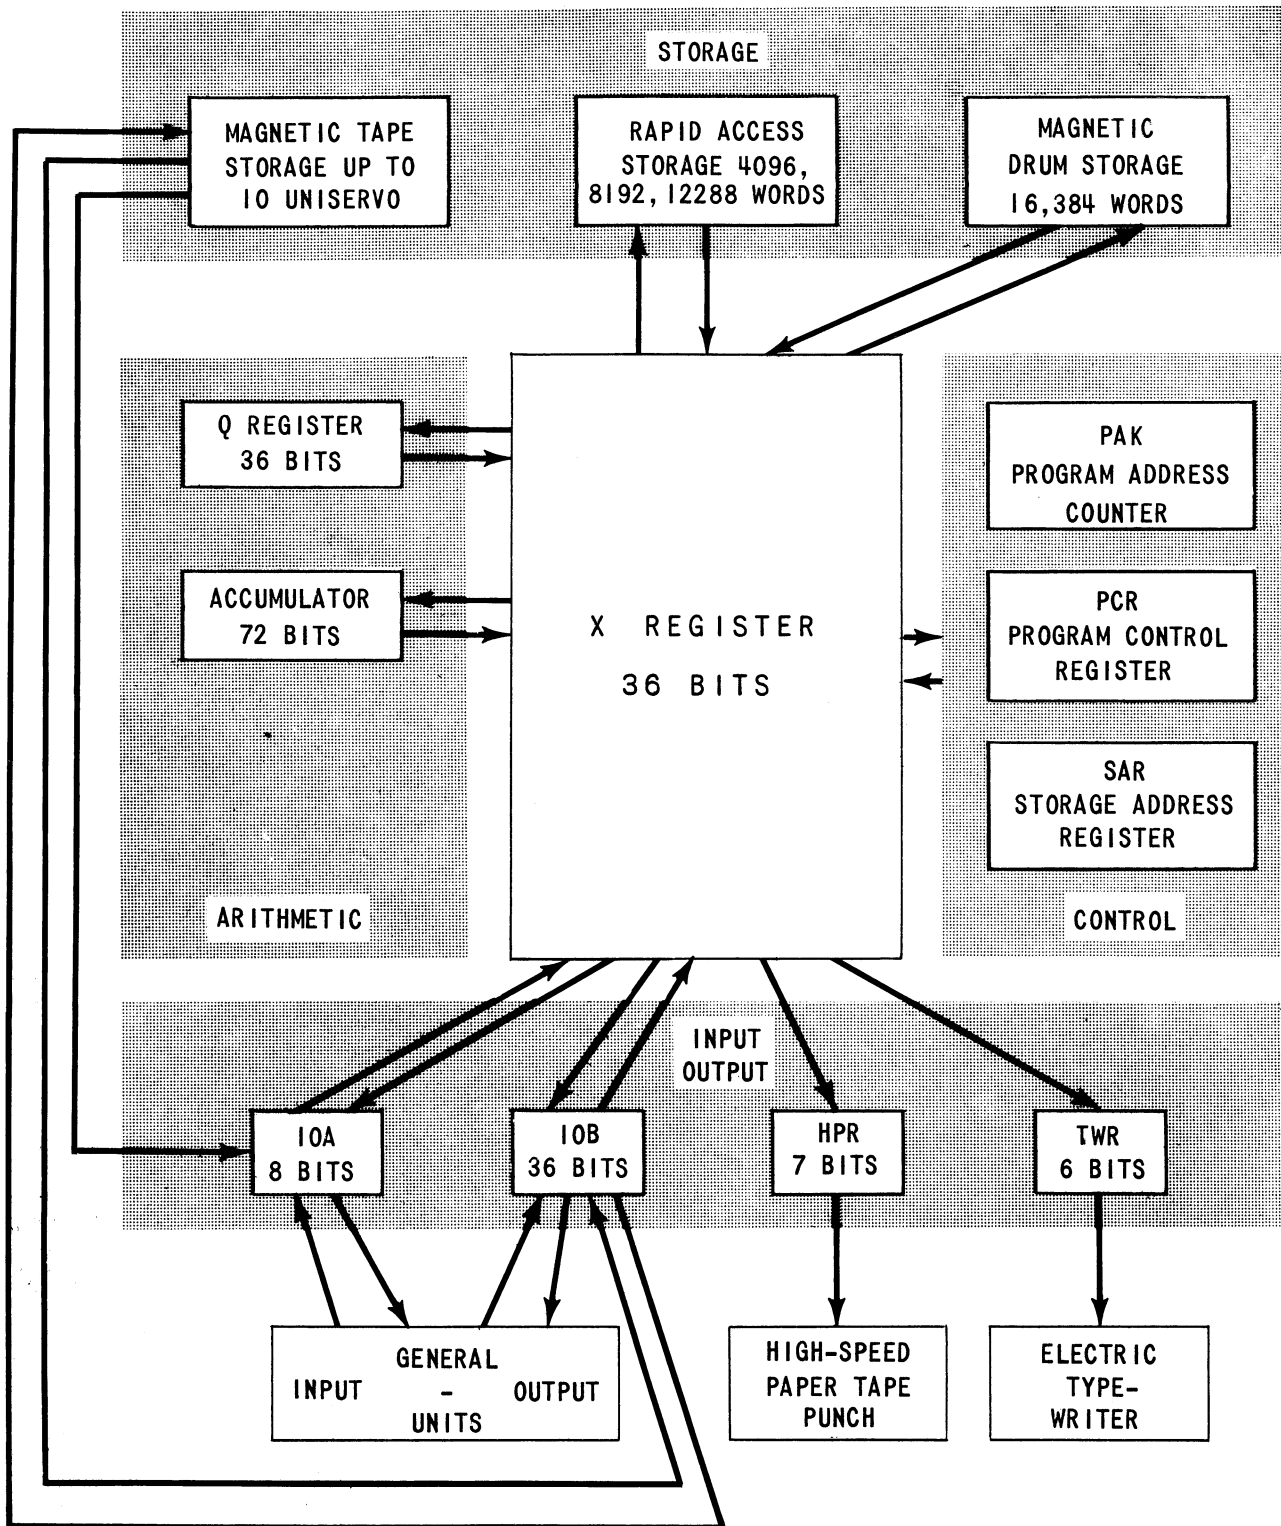 STORAGE
MAGNETIC TAPE
STORAGE UP TO
10 UNISERVO
RAPID ACCESS
STORAGE 4096,
8192, 12288 WORDS
MAGNETIC
DRUM STORAGE
16,384 WORDS
Q REGISTER
36 BITS
ACCUMULATOR
72 BITS
ARITHMETIC
X REGISTER
36 BITS
PAK
PROGRAM ADDRESS
COUNTER
PCR
PROGRAM CONTROL
REGISTER
SAR
STORAGE ADDRESS
REGISTER
CONTROL
INPUT
OUTPUT
IOA
8 BITS
IOB
36 BITS
HPR
7 BITS
TWR
6 BITS
GENERAL
INPUT - OUTPUT
UNITS
HIGH-SPEED
PAPER TAPE
PUNCH
ELECTRIC
TYPE-
WRITER